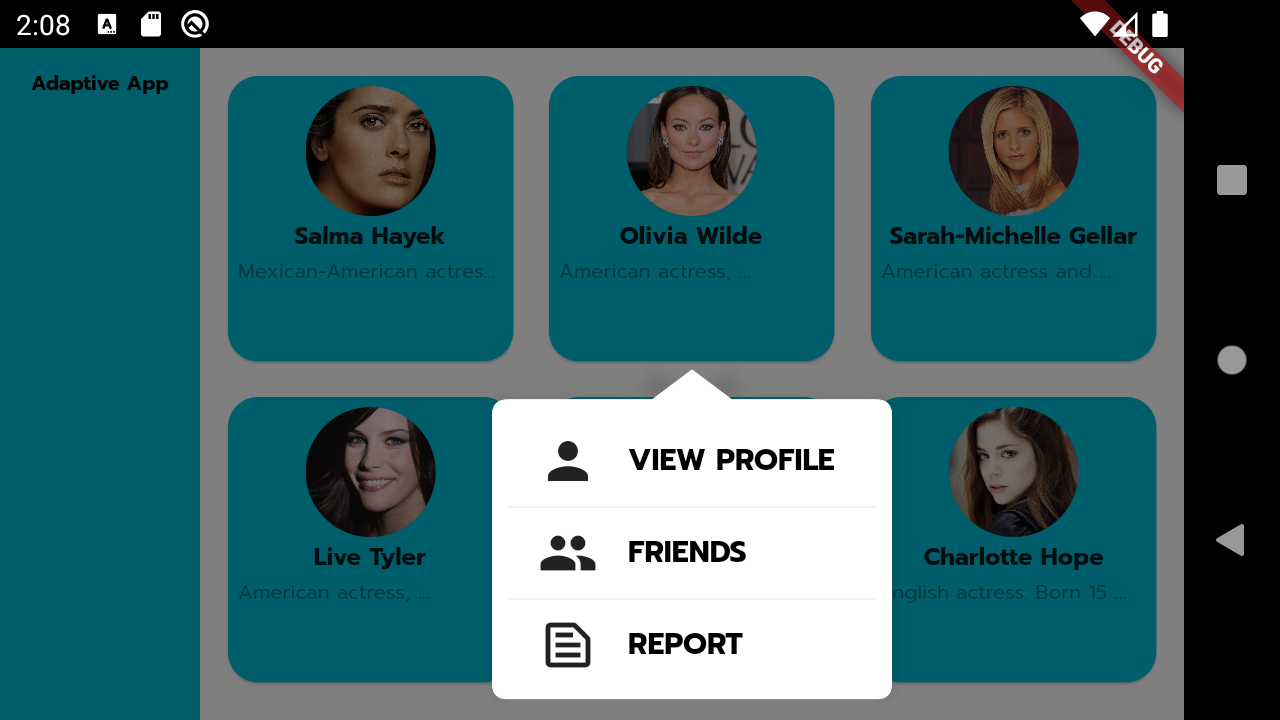 2:08
A
DEBUG
Adaptive App
Salma Hayek
Mexican-American actres...
Olivia Wilde
American actress, ...
Sarah-Michelle Gellar
American actress and ...
VIEW PROFILE
FRIENDS
REPORT
Live Tyler
American actress, ...
Charlotte Hope
nglish actress. Born 15 ...